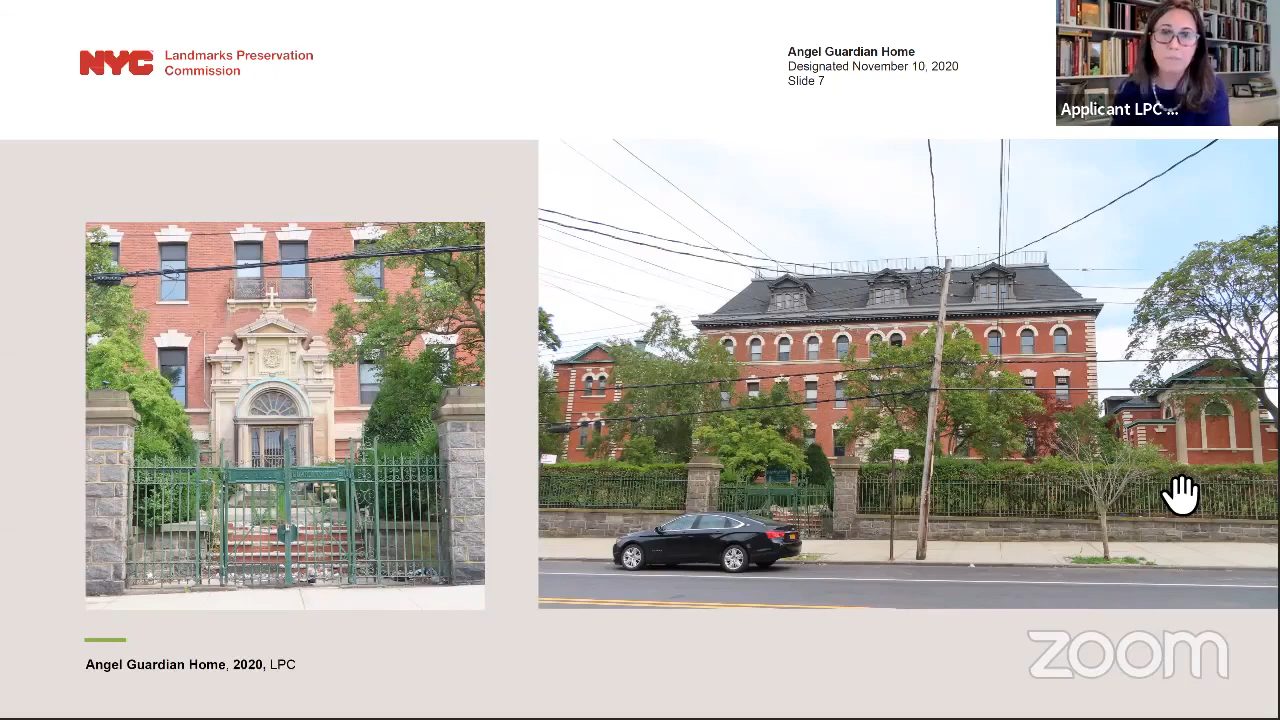 NYC
Landmarks Preservation
Commission
Angel Guardian Home
Designated November 10, 2020
Slide 7
Applicant LPC ...
Angel Guardian Home, 2020, LPC
zoom